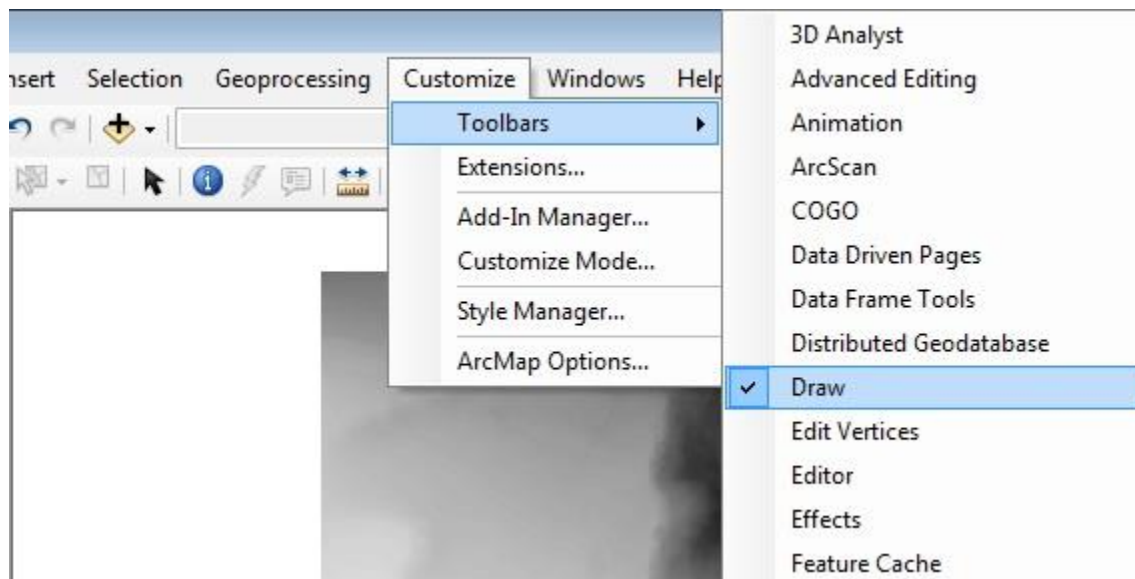 nsert Selection Geoprocessing Customize Windows Help
Toolbars
Extensions...
Add-In Manager...
Customize Mode...
Style Manager...
ArcMap Options...
3D Analyst
Advanced Editing
Animation
ArcScan
COGO
Data Driven Pages
Data Frame Tools
Distributed Geodatabase
Draw
Edit Vertices
Editor
Effects
Feature Cache